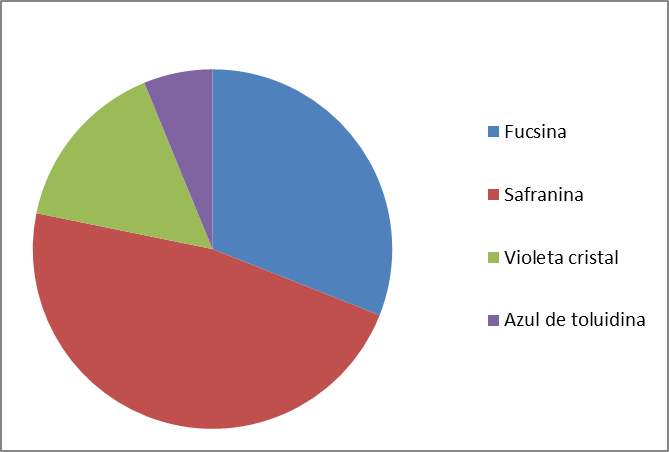 Fucsina
Safranina
Violeta cristal
Azul de toluidina